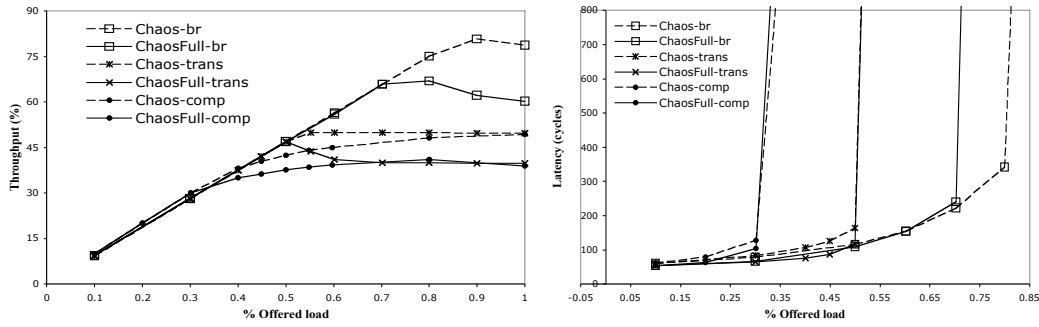 90
75
60
45
30
15
0
Throughput (%)
Chaos-br
ChaosFull-br
Chaos-trans
ChaosFull-trans
Chaos-comp
ChaosFull-comp
0 0.1 0.2 0.3 0.4 0.5 0.6 0.7 0.8 0.9 1
% Offered load
800
700
600
500
400
300
200
100
0
Latency (cycles)
Chaos-br
ChaosFull-br
Chaos-trans
ChaosFull-trans
Chaos-comp
ChaosFull-comp
-0.05 0.05 0.15 0.25 0.35 0.45 0.55 0.65 0.75 0.85
% Offered load